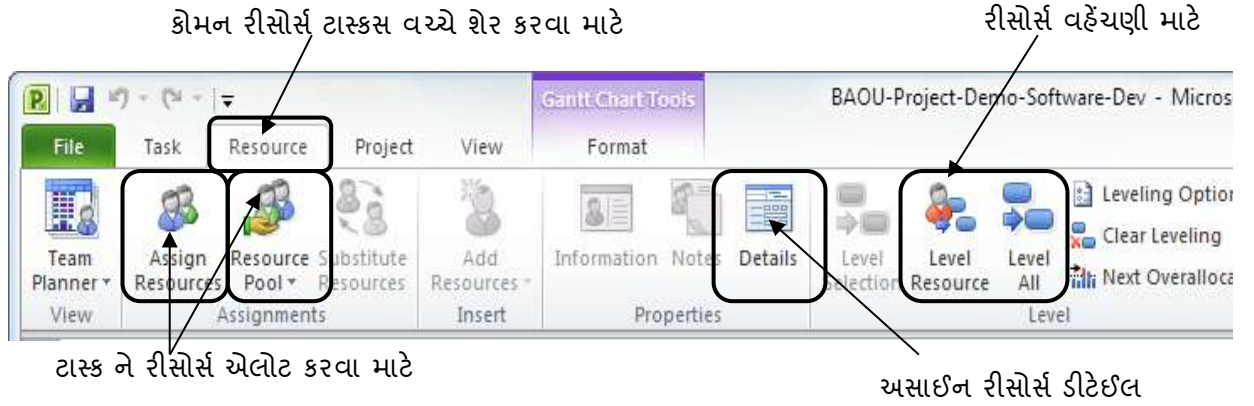 કોમન રીસોર્સ ટાસ્કસ વચ્ચે શેર કરવા માટે
રીસોર્સ વહેંચણી માટે
Gantt Chart Tools
BAOU-Project-Demo-Software-Dev - Micros
File Task Resource Project View Format
Team Planner
Assign Resources
Resource Pool
Substitute Resources
Add Resources
Information
Notes
Details
Level Selection
Level Resource
Level All
Leveling Option
Clear Leveling
Next Overalloca
View Assignments Insert Properties Level
ટાસ્ક ને રીસોર્સ એલોટ કરવા માટે
અસાઈન રીસોર્સ ડીટેઈલ